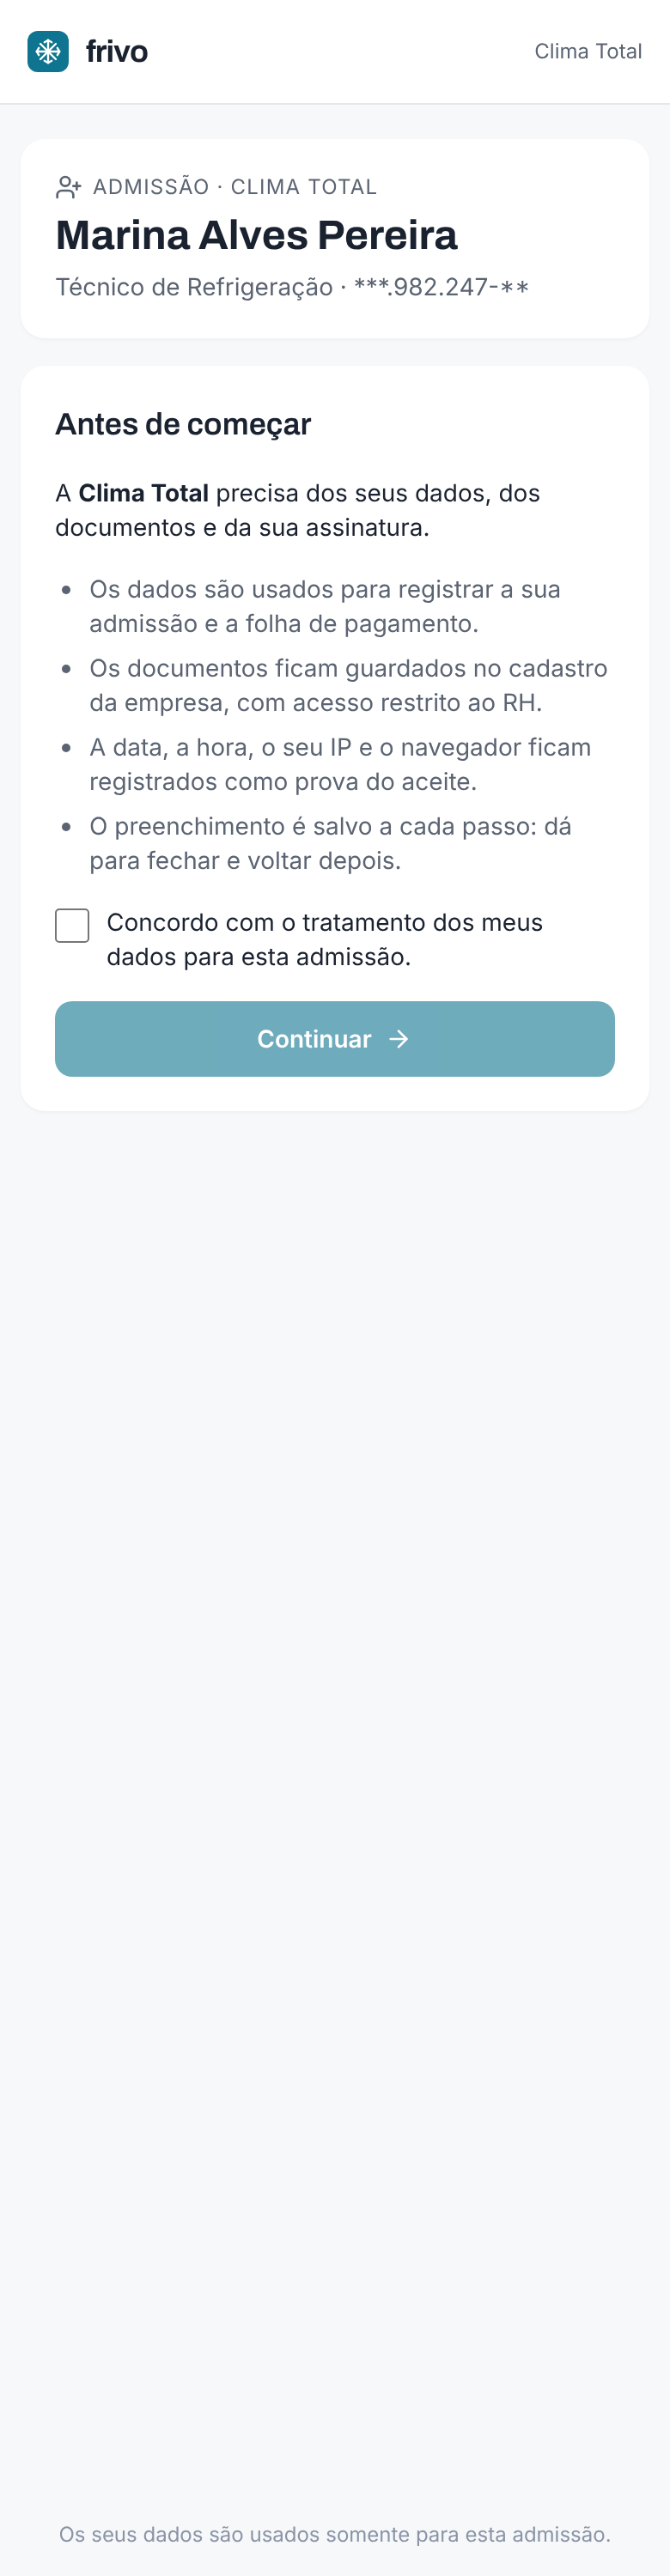 frivo
Clima Total
ADMISSÃO · CLIMA TOTAL
Marina Alves Pereira
Técnico de Refrigeração · ***.982.247-**
Antes de começar
A Clima Total precisa dos seus dados, dos
documentos e da sua assinatura.
• Os dados são usados para registrar a sua
admissão e a folha de pagamento.
• Os documentos ficam guardados no cadastro
da empresa, com acesso restrito ao RH.
• A data, a hora, o seu IP e o navegador ficam
registrados como prova do aceite.
• O preenchimento é salvo a cada passo: dá
para fechar e voltar depois.
Concordo com o tratamento dos meus
dados para esta admissão.
Continuar →
Os seus dados são usados somente para esta admissão.